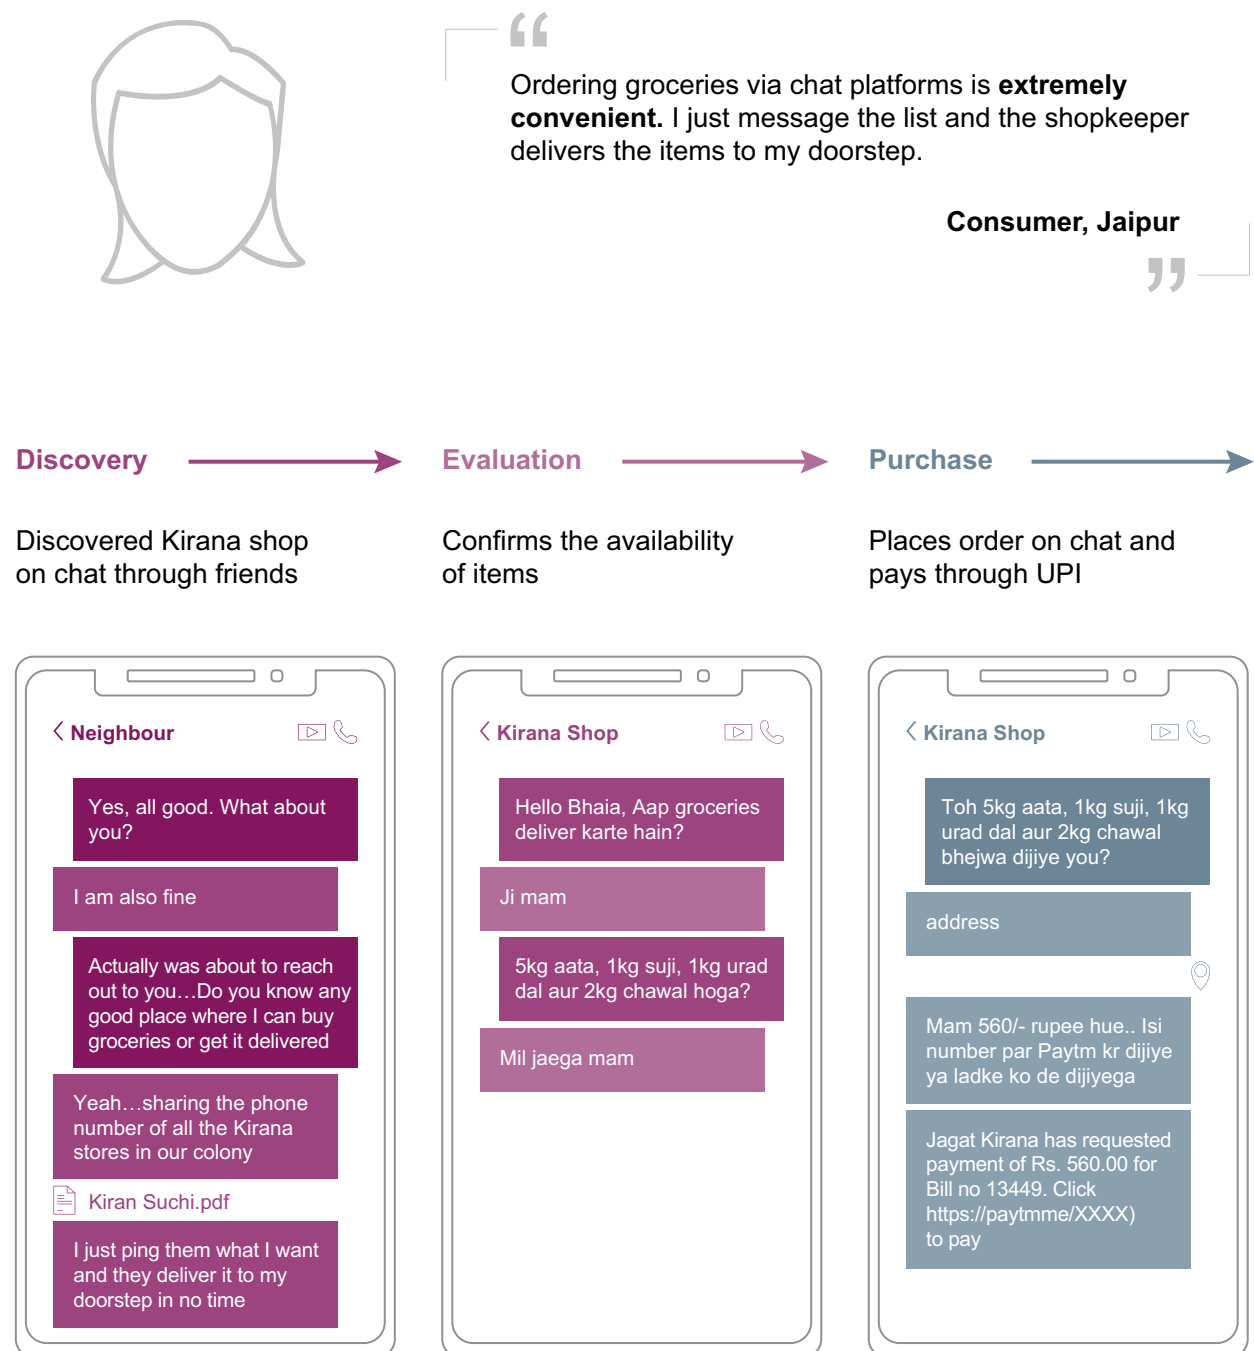 “
Ordering groceries via chat platforms is extremely
convenient. I just message the list and the shopkeeper
delivers the items to my doorstep.
Consumer, Jaipur
”
Discovery
Discovered Kirana shop
on chat through friends
Neighbour
Yes, all good. What about
you?
I am also fine
Actually was about to reach
out to you…Do you know any
good place where I can buy
groceries or get it delivered
Yeah…sharing the phone
number of all the Kirana
stores in our colony
Kiran Suchi.pdf
I just ping them what I want
and they deliver it to my
doorstep in no time
Evaluation
Confirms the availability
of items
Kirana Shop
Hello Bhaia, Aap groceries
deliver karte hain?
Ji mam
5kg aata, 1kg suji, 1kg urad
dal aur 2kg chawal hoga?
Mil jaega mam
Purchase
Places order on chat and
pays through UPI
Kirana Shop
Toh 5kg aata, 1kg suji, 1kg
urad dal aur 2kg chawal
bhejwa dijiye you?
address
Mam 560/- rupee hue.. Isi
number par Paytm kr dijiye
ya ladke ko de dijiyega
Jagat Kirana has requested
payment of Rs. 560.00 for
Bill no 13449. Click
https://paytmme/XXXX)
to pay